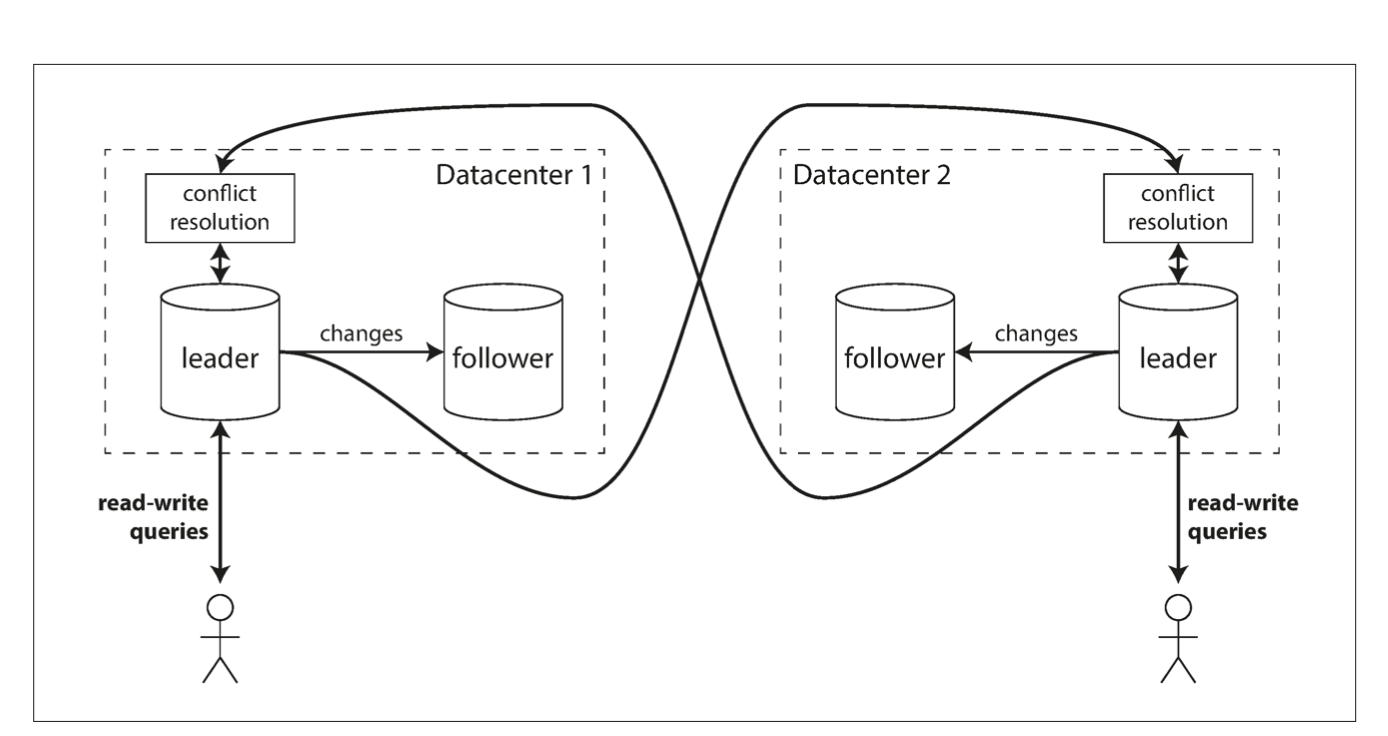 Datacenter 1
conflict
resolution
changes
leader
follower
read-write
queries
Datacenter 2
conflict
resolution
changes
follower
leader
read-write
queries